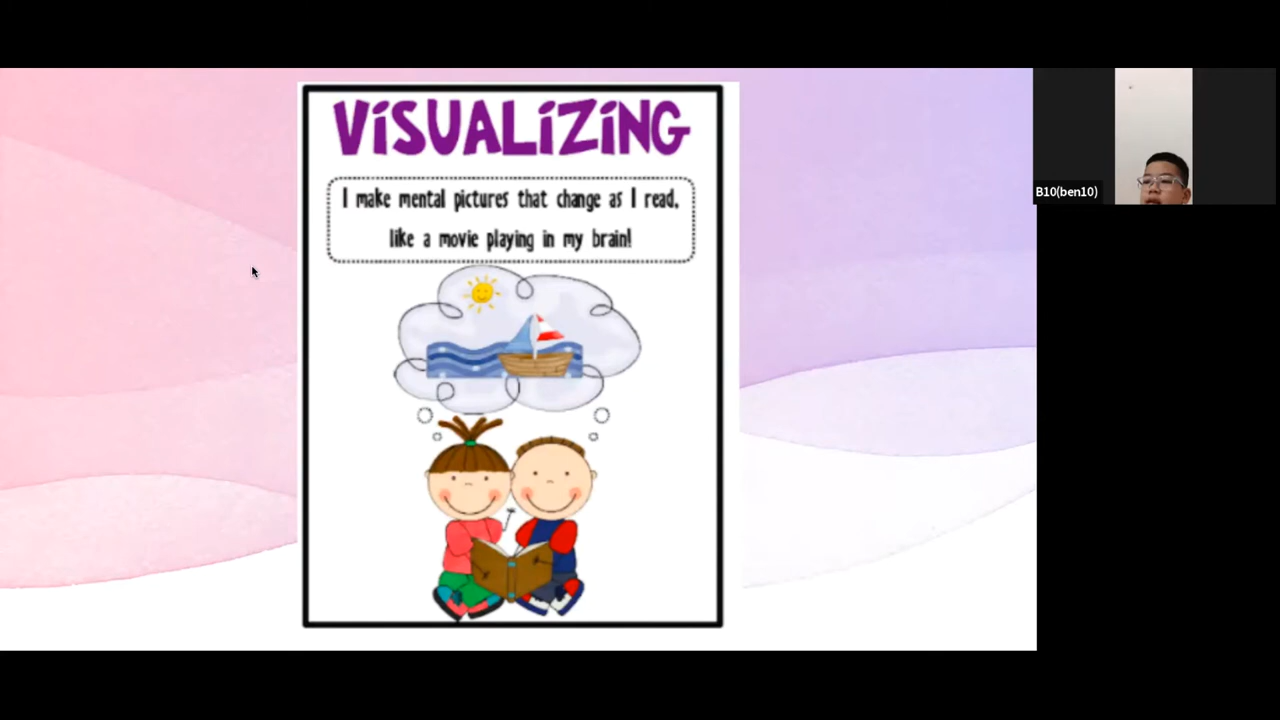 VISUALIZING
I make mental pictures that change as I read,
like a movie playing in my brain!
B10(ben10)